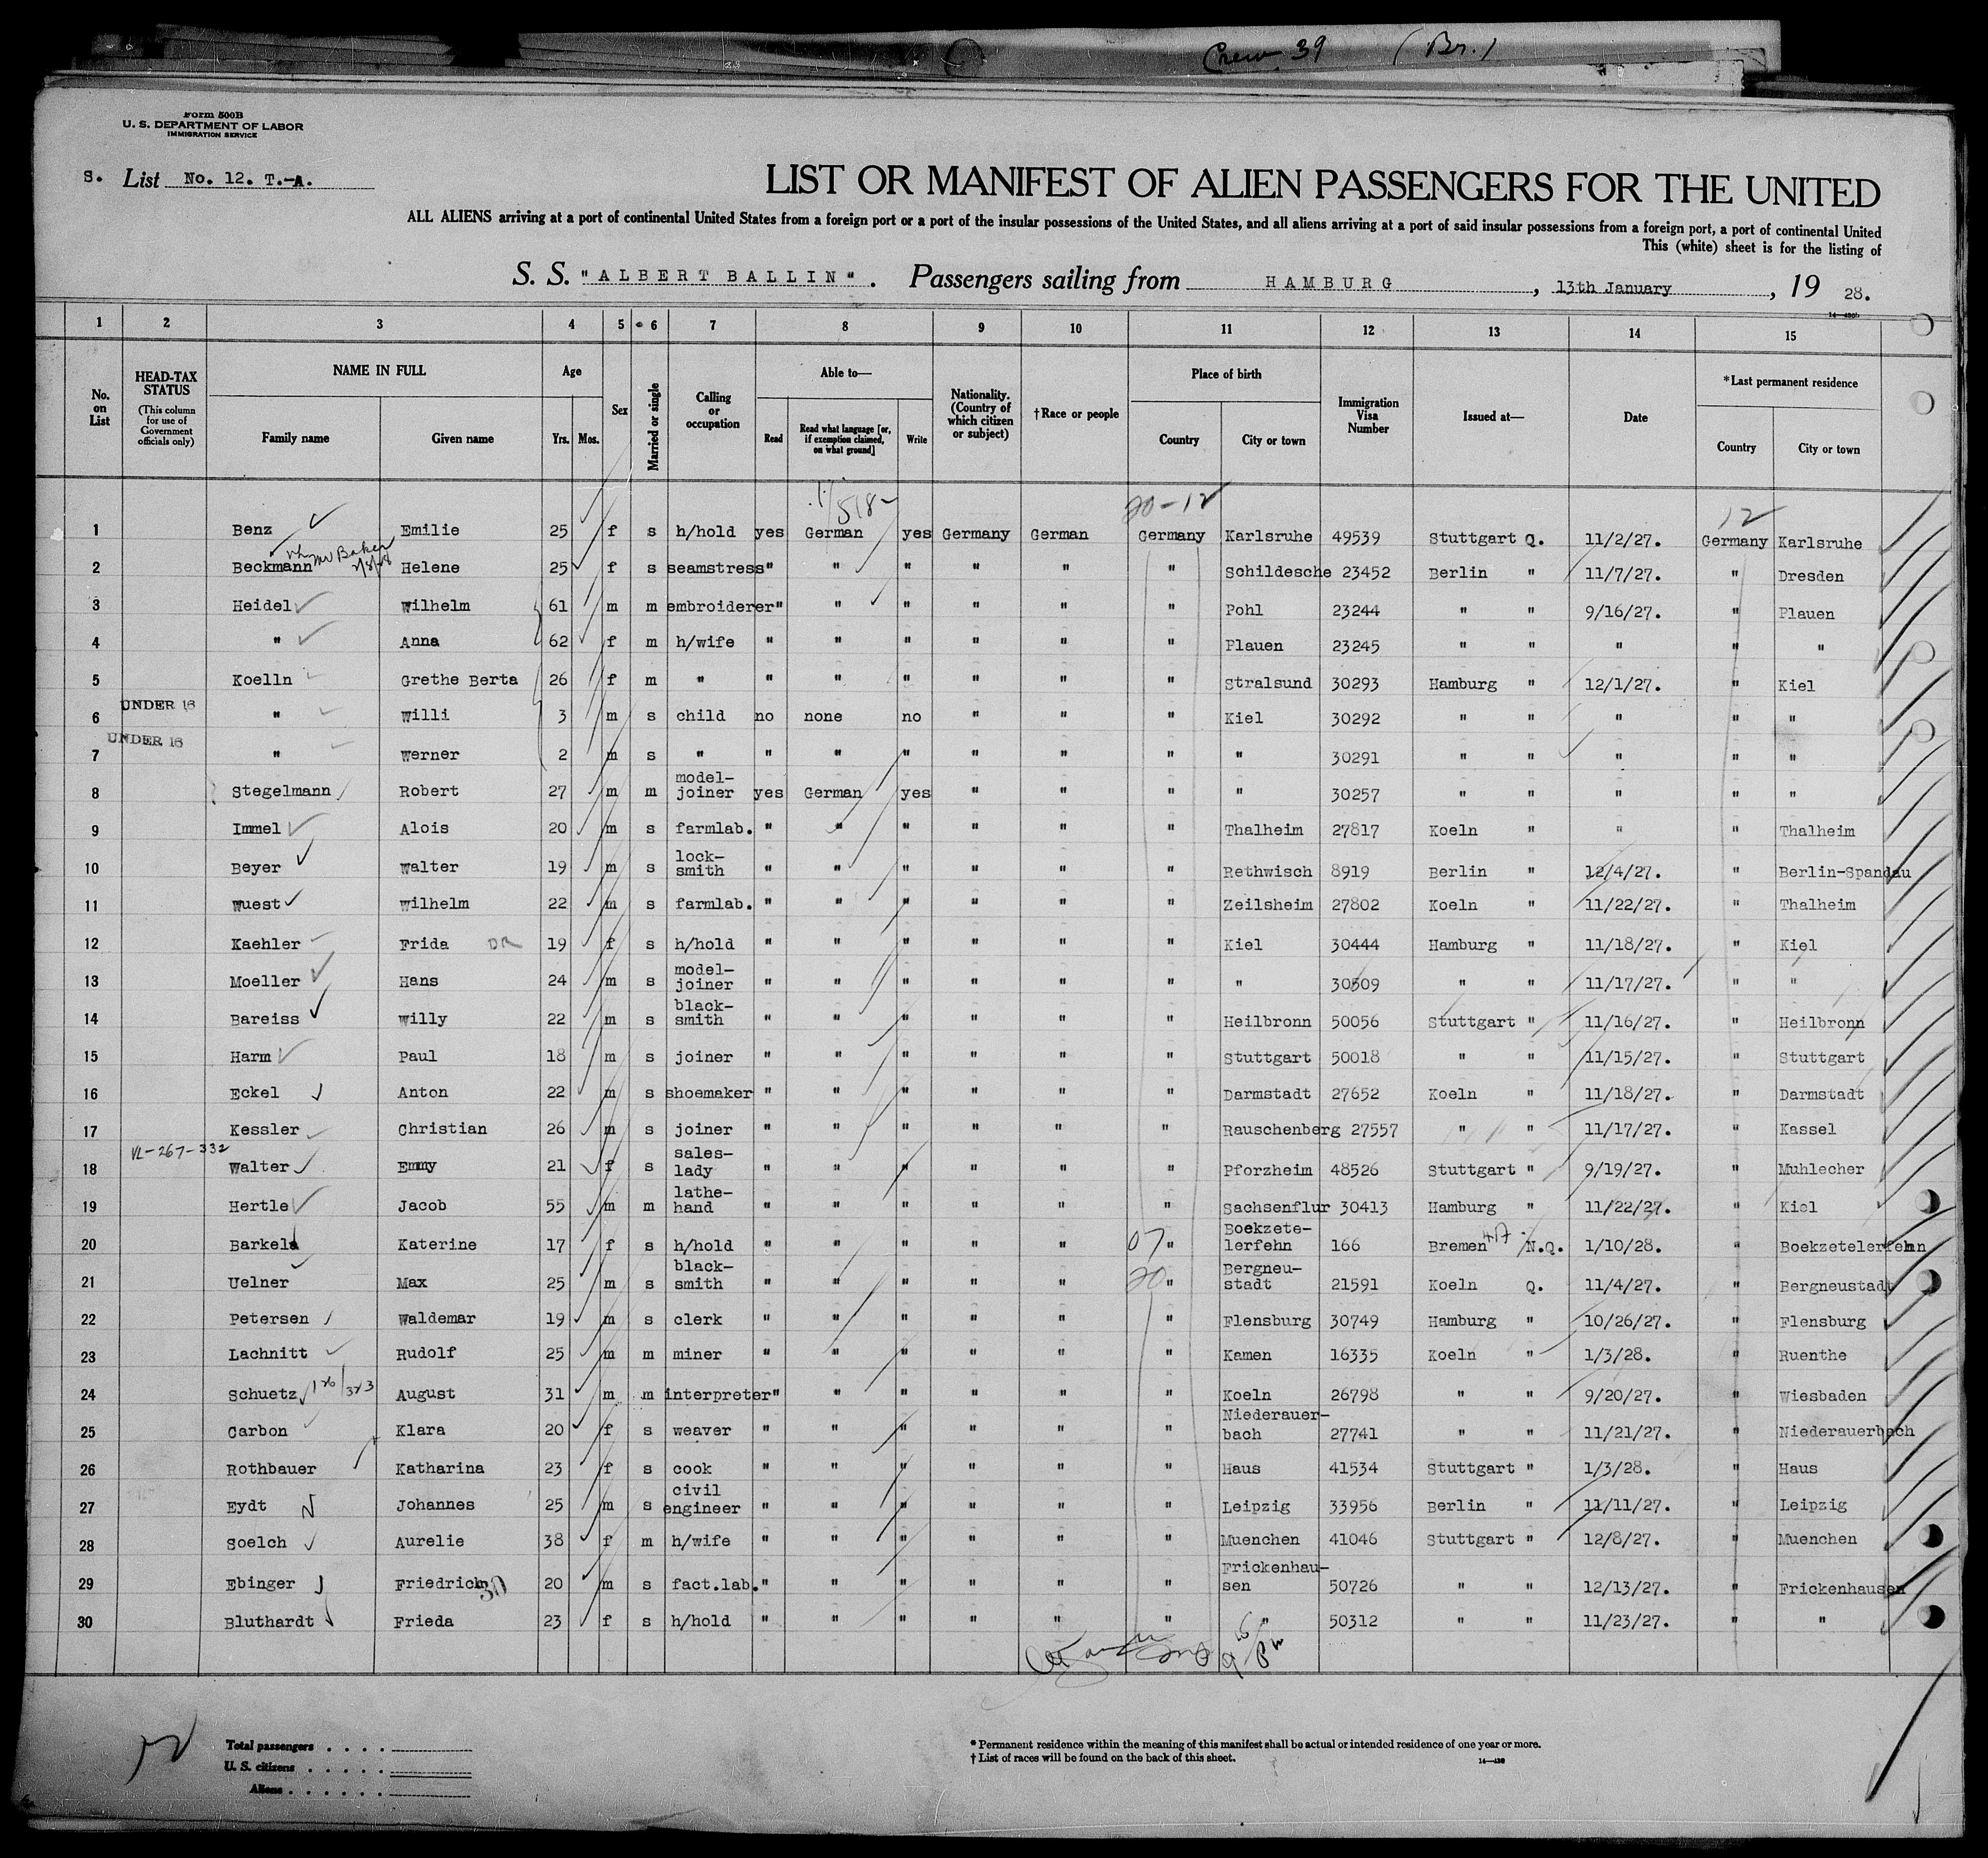 Crew 39 (Br.)
Form 500B
U. S. DEPARTMENT OF LABOR
IMMIGRATION SERVICE
S. List No. 12. T.-A.
LIST OR MANIFEST OF ALIEN PASSENGERS FOR THE UNITED
ALL ALIENS arriving at a port of continental United States from a foreign port or a port of the insular possessions of the United States, and all aliens arriving at a port of said insular possessions from a foreign port, a port of continental United
This (white) sheet is for the listing of
S. S. "ALBERT BALLIN". Passengers sailing from HAMBURG, 13th January, 19 28.
1 2 3 4 5 6 7 8 9 10 11 12 13 14 15
No. on List
HEAD-TAX STATUS (This column for use of Government officials only)
NAME IN FULL Family name Given name
Age Yrs. Mos.
Sex
Married or single
Calling or occupation
Able to— Read Read what language [or, if exemption claimed, on what ground] Write
Nationality. (Country of which citizen or subject)
†Race or people
Place of birth Country City or town
Immigration Visa Number
Issued at—
Date
*Last permanent residence Country City or town
20-12 12
1 Benz Emilie 25 f s h/hold yes German yes Germany German Germany Karlsruhe 49539 Stuttgart Q. 11/2/27. Germany Karlsruhe
2 Beckmann Helene 25 f s seamstress " " " " " " Schildesche 23452 Berlin " 11/7/27. " Dresden
3 Heidel Wilhelm 61 m m embroiderer " " " " " " Pohl 23244 " " 9/16/27. " Plauen
4 " Anna 62 f m h/wife " " " " " " Plauen 23245 " " " " "
5 Koelln Grethe Berta 26 f m " " " " " " " Stralsund 30293 Hamburg " 12/1/27. " Kiel
6 UNDER 16 " Willi 3 m s child no none no " " " Kiel 30292 " " " " "
7 UNDER 16 " Werner 2 m s " " " " " " " " 30291 " " " " "
8 Stegelmann Robert 27 m m model-joiner yes German yes " " " " 30257 " " " " "
9 Immel Alois 20 m s farmlab. " " " " " " Thalheim 27817 Koeln " " " Thalheim
10 Beyer Walter 19 m s lock-smith " " " " " " Rethwisch 8919 Berlin " 12/4/27. " Berlin-Spandau
11 Wuest Wilhelm 22 m s farmlab. " " " " " " Zeilsheim 27802 Koeln " 11/22/27. " Thalheim
12 Kaehler Frida 19 f s h/hold " " " " " " Kiel 30444 Hamburg " 11/18/27. " Kiel
13 Moeller Hans 24 m s model-joiner " " " " " " " 30509 " " 11/17/27. " "
14 Bareiss Willy 22 m s black-smith " " " " " " Heilbronn 50056 Stuttgart " 11/16/27. " Heilbronn
15 Harm Paul 18 m s joiner " " " " " " Stuttgart 50018 " " 11/15/27. " Stuttgart
16 Eckel Anton 22 m s shoemaker " " " " " " Darmstadt 27652 Koeln " 11/18/27. " Darmstadt
17 Kessler Christian 26 m s joiner " " " " " " Rauschenberg 27557 " " 11/17/27. " Kassel
VL-267-332
18 Walter Emmy 21 f s sales-lady " " " " " " Pforzheim 48526 Stuttgart " 9/19/27. " Muhlecher
19 Hertle Jacob 55 m m lathe-hand " " " " " " Sachsenflur 30413 Hamburg " 11/22/27. " Kiel
20 Barkela Katerine 17 f s h/hold " " " " " 07 " Boekzete-lerfehn 166 Bremen 417 N.Q. 1/10/28. " Boekzetelerfehn
21 Uelner Max 25 m s black-smith " " " " " 20 " Bergneu-stadt 21591 Koeln Q. 11/4/27. " Bergneustadt
22 Petersen Waldemar 19 m s clerk " " " " " " Flensburg 30749 Hamburg " 10/26/27. " Flensburg
23 Lachnitt Rudolf 25 m m miner " " " " " " Kamen 16335 Koeln " 1/3/28. " Ruenthe
24 Schuetz August 31 m m interpreter " " " " " " Koeln 26798 " " 9/20/27. " Wiesbaden
25 Carbon Klara 20 f s weaver " " " " " " Niederauer-bach 27741 " " 11/21/27. " Niederauerbach
26 Rothbauer Katharina 23 f s cook " " " " " " Haus 41534 Stuttgart " 1/3/28. " Haus
27 Eydt Johannes 25 m s civil engineer " " " " " " Leipzig 33956 Berlin " 11/11/27. " Leipzig
28 Soelch Aurelie 38 f m h/wife " " " " " " Muenchen 41046 Stuttgart " 12/8/27. " Muenchen
29 Ebinger Friedrich 20 m s fact.lab. " " " " " " Frickenhau-sen 50726 " " 12/13/27. " Frickenhausen
30 Bluthardt Frieda 23 f s h/hold " " " " " " " 50312 " " 11/23/27. " "
Total passengers . . . .
U. S. citizens . . . . .
Aliens . . . . . .
* Permanent residence within the meaning of this manifest shall be actual or intended residence of one year or more.
† List of races will be found on the back of this sheet.